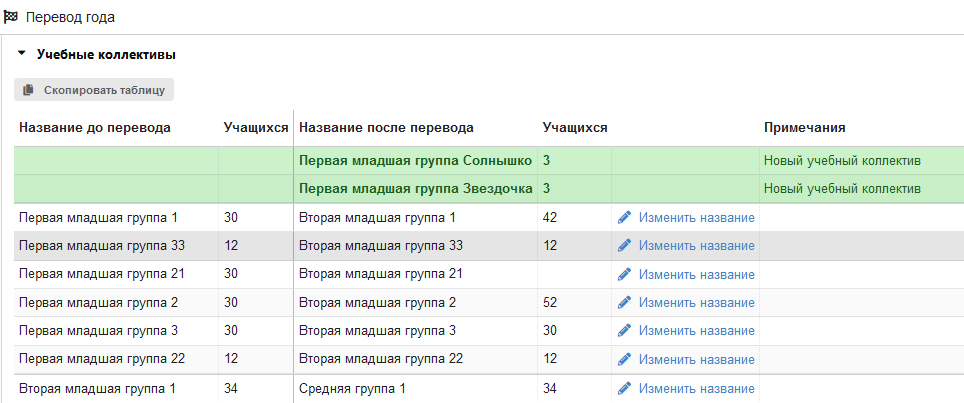 Перевод года
Учебные коллективы
Скопировать таблицу
Название до перевода Учащихся Название после перевода Учащихся Примечания
Первая младшая группа Солнышко 3 Новый учебный коллектив
Первая младшая группа Звездочка 3 Новый учебный коллектив
Первая младшая группа 1 30 Вторая младшая группа 1 42 Изменить название
Первая младшая группа 33 12 Вторая младшая группа 33 12 Изменить название
Первая младшая группа 21 30 Вторая младшая группа 21 Изменить название
Первая младшая группа 2 30 Вторая младшая группа 2 52 Изменить название
Первая младшая группа 3 30 Вторая младшая группа 3 30 Изменить название
Первая младшая группа 22 12 Вторая младшая группа 22 12 Изменить название
Вторая младшая группа 1 34 Средняя группа 1 34 Изменить название